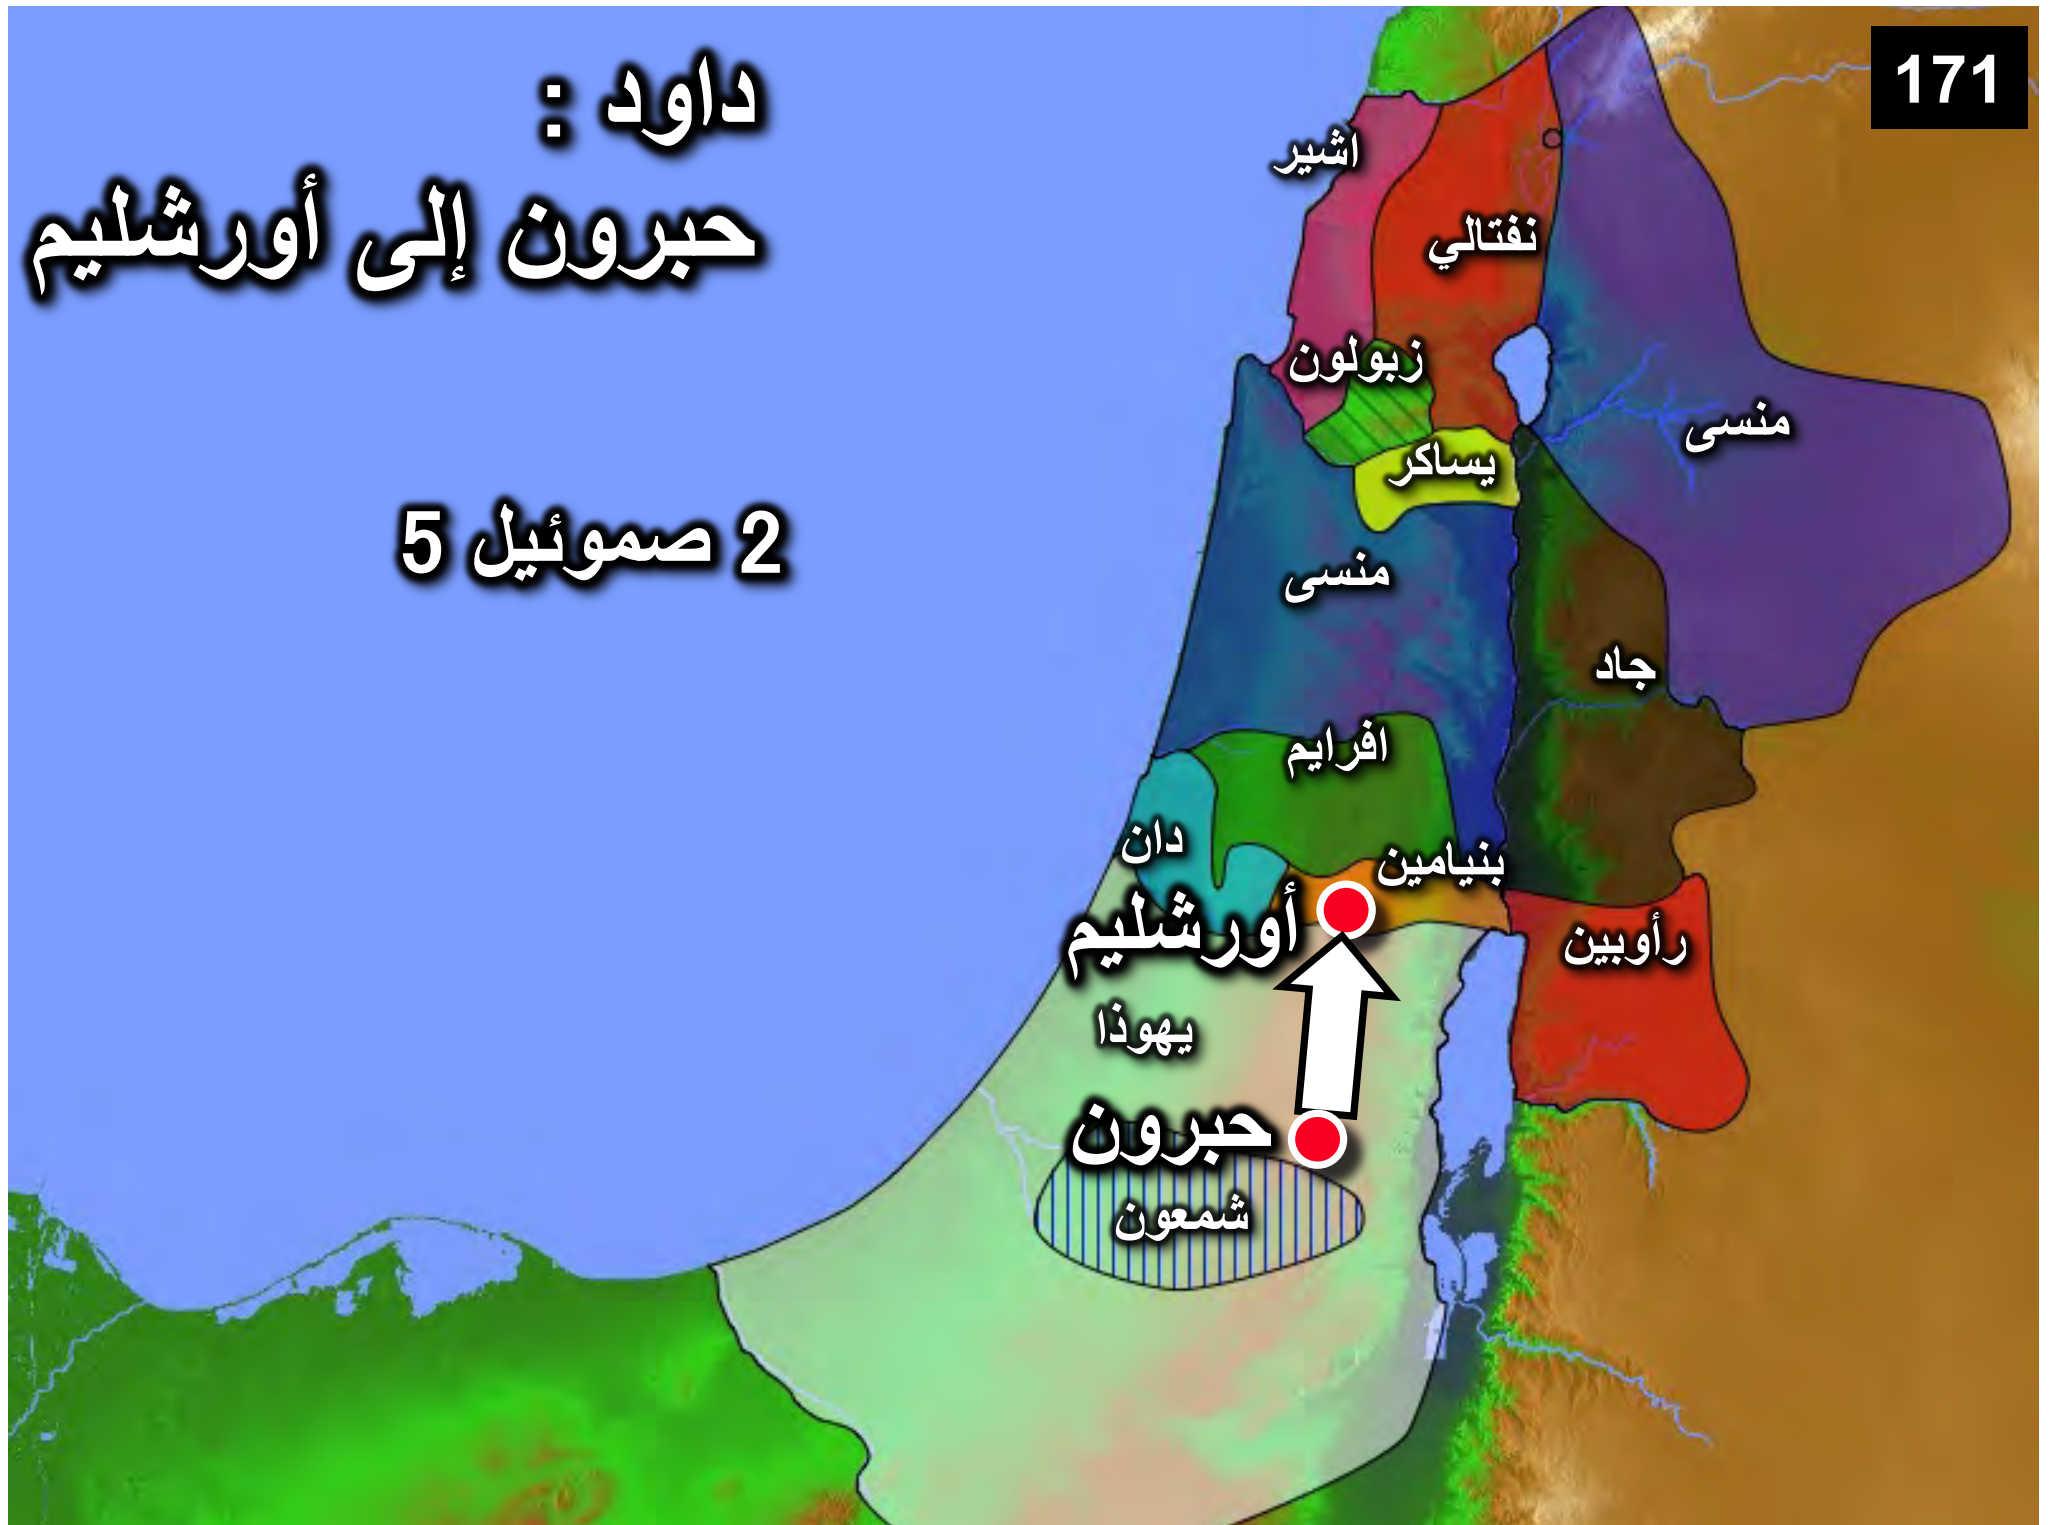 171
داود :
حبرون إلى أورشليم
2 صموئيل 5
اشير
نفتالي
زبولون
منسى
يساكر
منسى
جاد
افرايم
دان
بنيامين
أورشليم
رأوبين
يهوذا
حبرون
شمعون